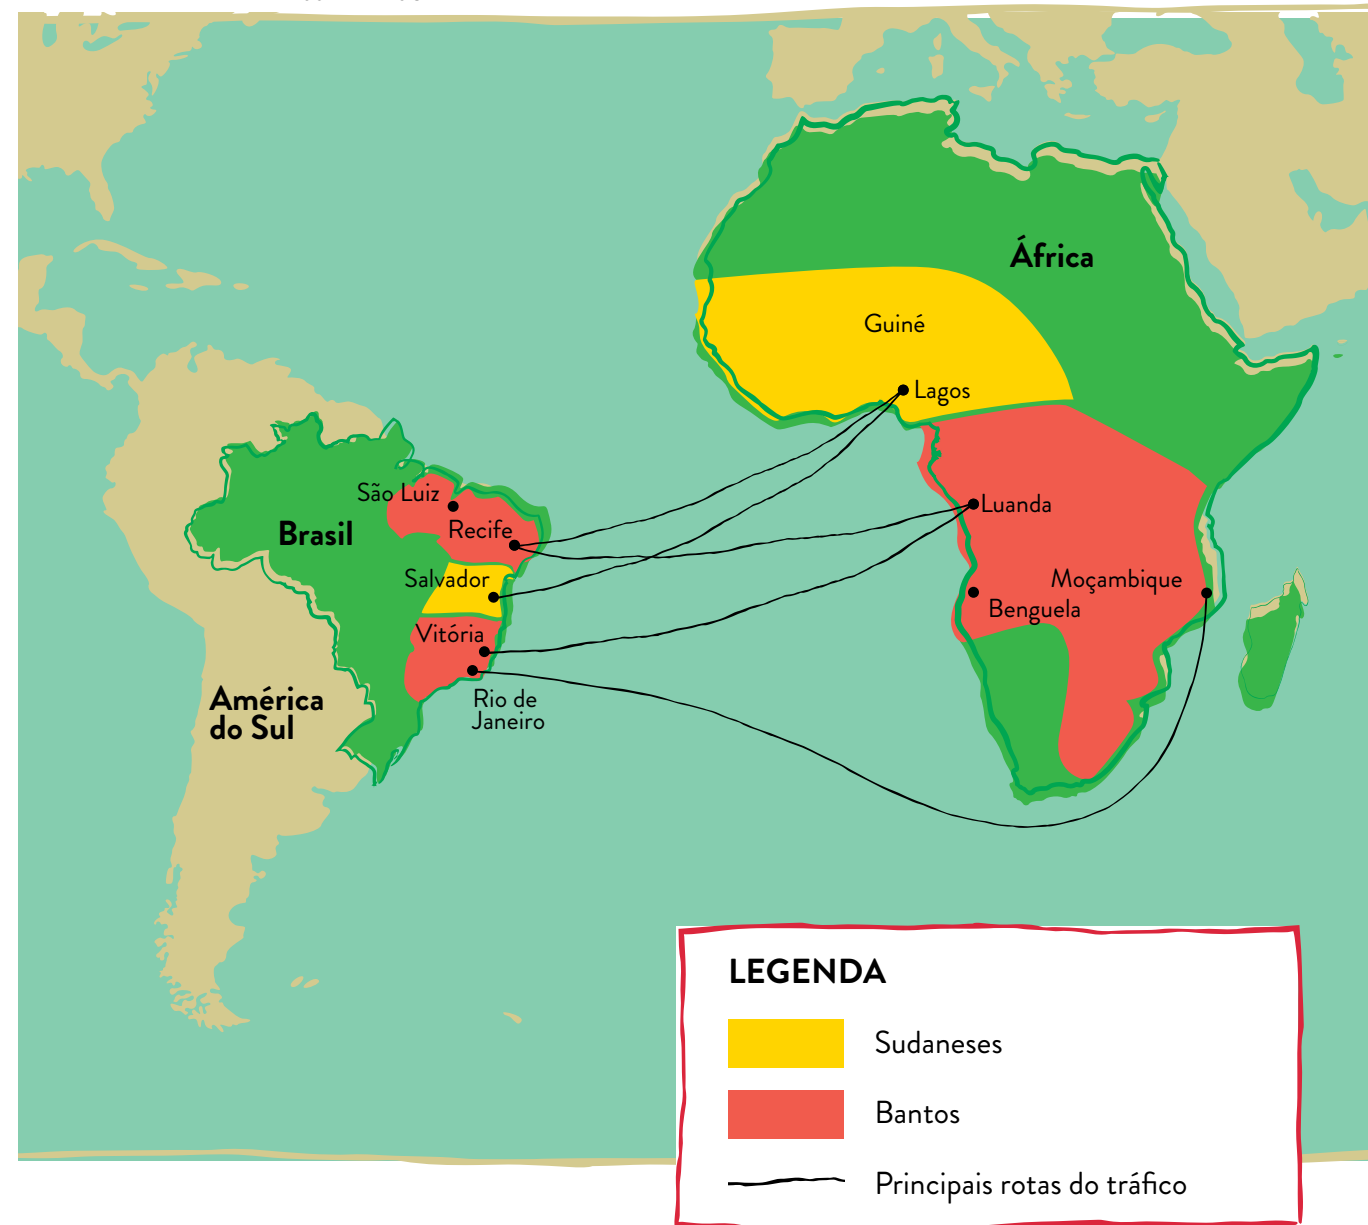 África
Guiné
Lagos
São Luiz
Luanda
Brasil
Recife
Salvador
Moçambique
Benguela
Vitória
América
do Sul
Rio de
Janeiro
LEGENDA
Sudaneses
Bantos
Principais rotas do tráfico